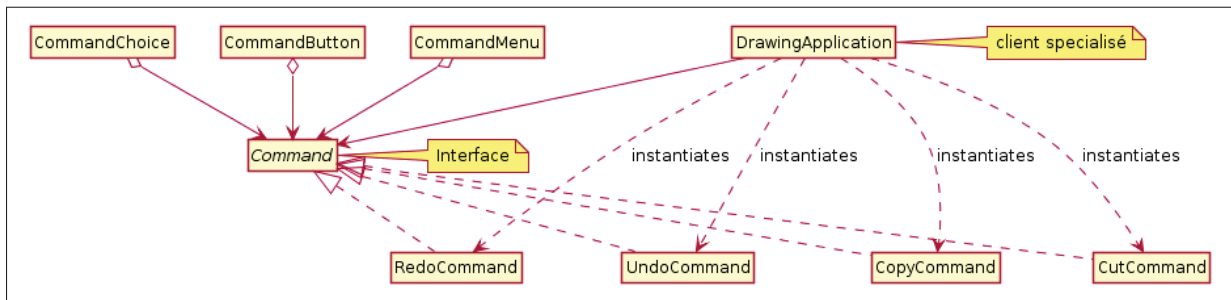 CommandChoice
CommandButton
CommandMenu
DrawingApplication
client specialisé
Command
Interface
instantiates
instantiates
instantiates
instantiates
RedoCommand
UndoCommand
CopyCommand
CutCommand